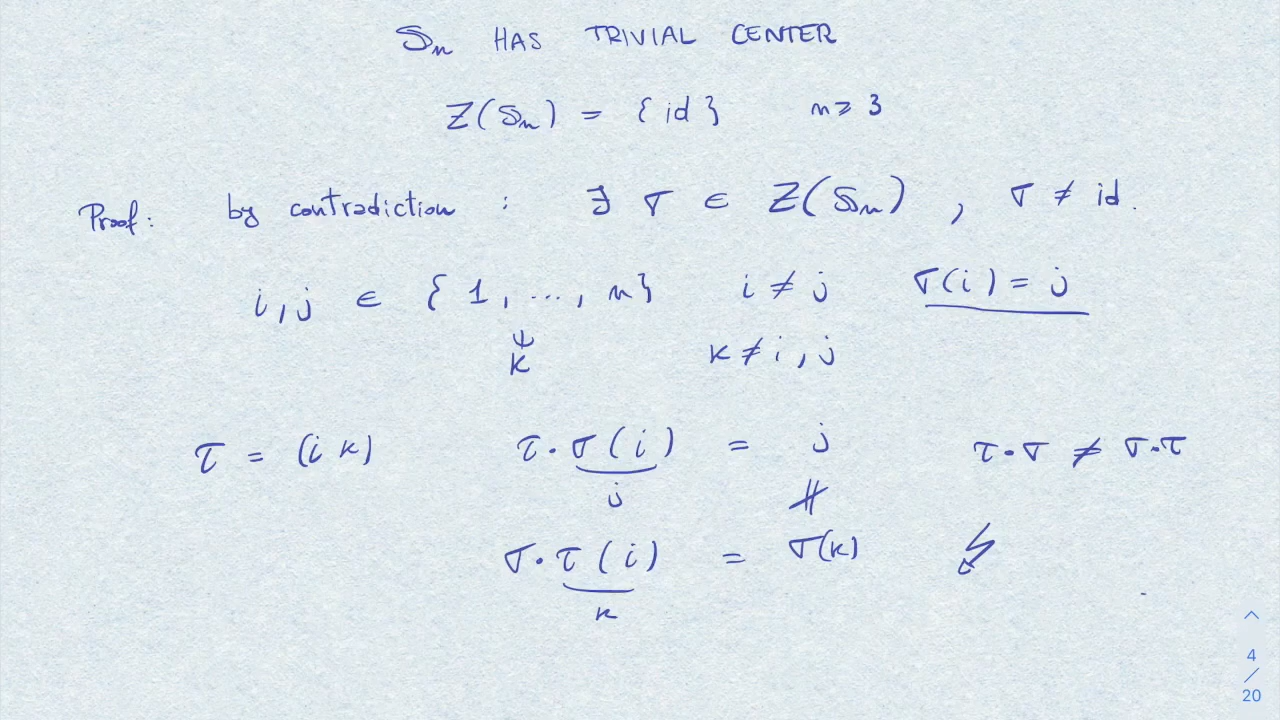 Sn HAS TRIVIAL CENTER
Z(Sn) = { id } n ≥ 3
Proof: by contradiction : ∃ σ ∈ Z(Sn) , σ ≠ id.
i, j ∈ { 1, ..., n} i ≠ j σ(i) = j
k k ≠ i, j
τ = (i k) τ · σ(i) = j τ·σ ≠ σ·τ
j ∦
σ · τ(i) = σ(k) ↯
k
^
4
/
20